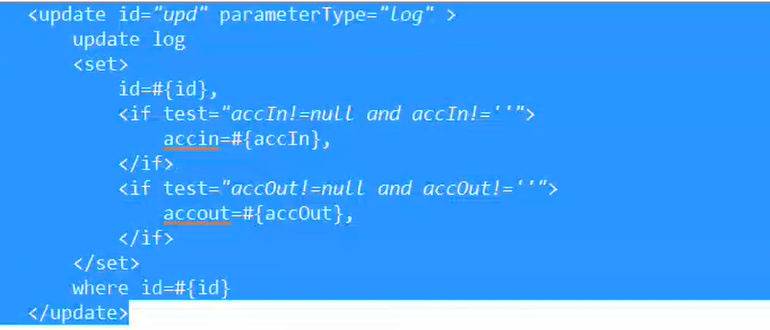 <update id="upd" parameterType="log" >
update log
<set>
id=#{id},
<if test="accIn!=null and accIn!=''">
accin=#{accIn},
</if>
<if test="accOut!=null and accOut!=''">
accout=#{accOut},
</if>
</set>
where id=#{id}
</update>